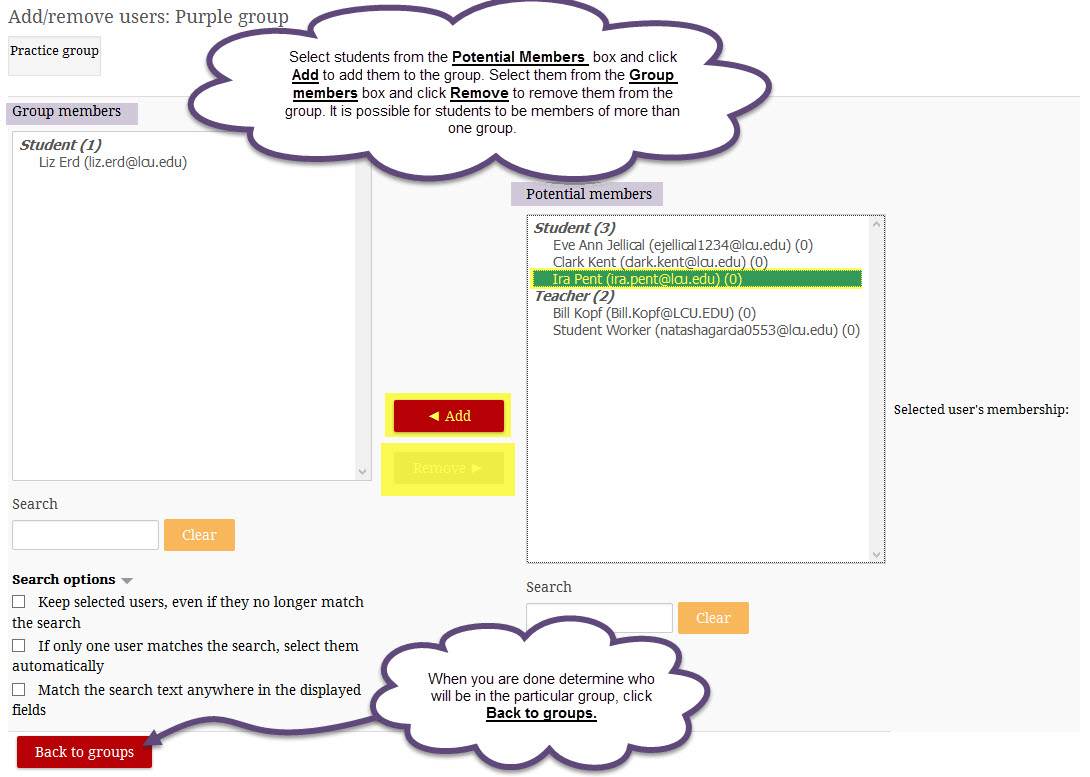 Add/remove users: Purple group
Practice group
Select students from the Potential Members box and click
Add to add them to the group. Select them from the Group
members box and click Remove to remove them from the
group. It is possible for students to be members of more than
one group.
Group members
Student (1)
Liz Erd (liz.erd@lcu.edu)
Potential members
Student (3)
Eve Ann Jellical (ejellical1234@lcu.edu) (0)
Clark Kent (clark.kent@lcu.edu) (0)
Ira Pent (ira.pent@lcu.edu) (0)
Teacher (2)
Bill Kopf (Bill.Kopf@LCU.EDU) (0)
Student Worker (natashagarcia0553@lcu.edu) (0)
◄ Add
Remove ►
Selected user's membership:
Search
Clear
Search options
Keep selected users, even if they no longer match
the search
If only one user matches the search, select them
automatically
Match the search text anywhere in the displayed
fields
Search
Clear
When you are done determine who
will be in the particular group, click
Back to groups.
Back to groups